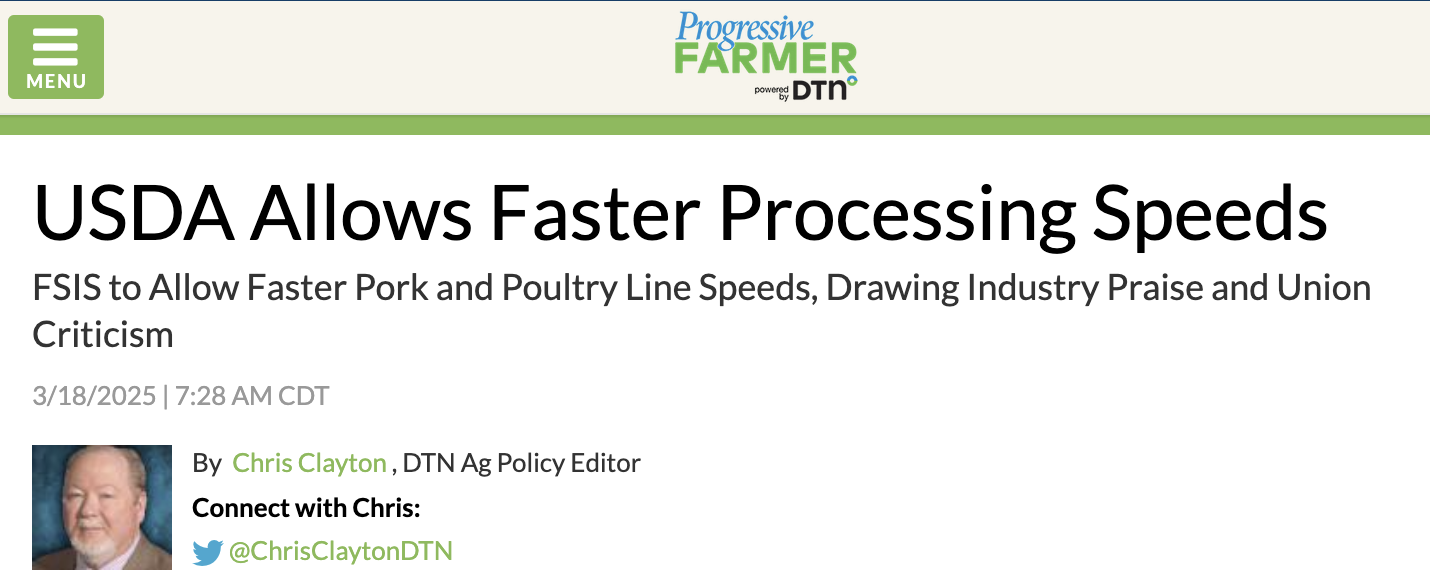 MENU
Progressive
FARMER
powered by DTN
USDA Allows Faster Processing Speeds
FSIS to Allow Faster Pork and Poultry Line Speeds, Drawing Industry Praise and Union
Criticism
3/18/2025 | 7:28 AM CDT
By Chris Clayton , DTN Ag Policy Editor
Connect with Chris:
@ChrisClaytonDTN